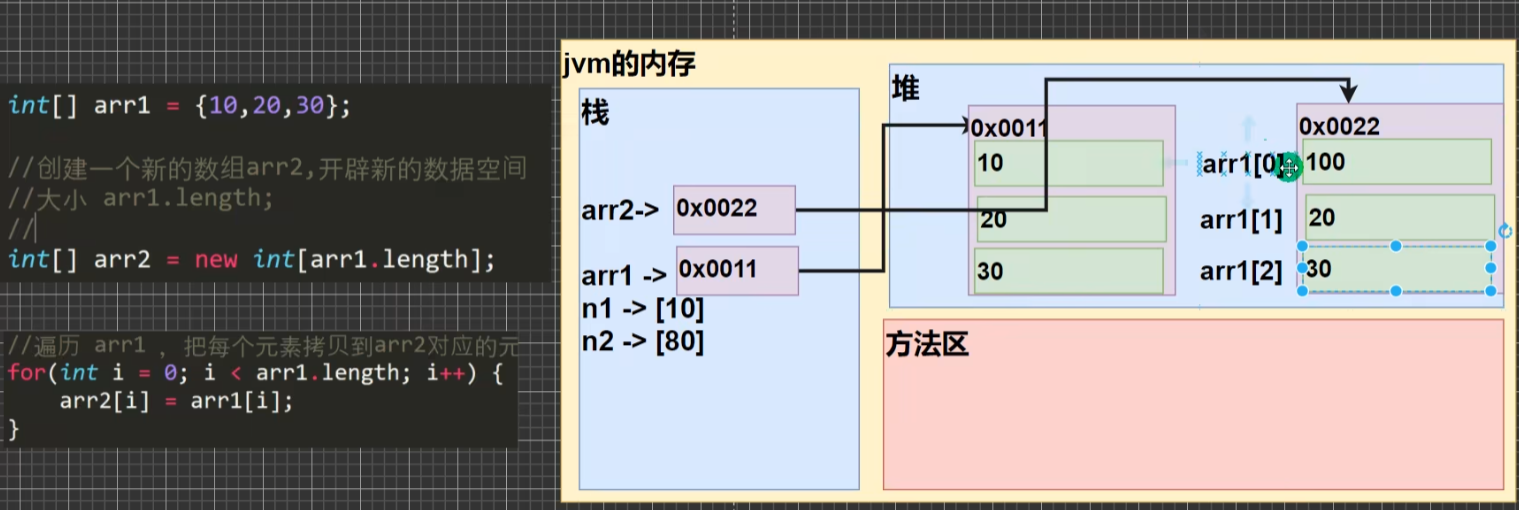 int[] arr1 = {10,20,30};
//创建一个新的数组arr2,开辟新的数据空间
//大小 arr1.length;
//
int[] arr2 = new int[arr1.length];
//遍历 arr1 ，把每个元素拷贝到arr2对应的元
for(int i = 0; i < arr1.length; i++) {
arr2[i] = arr1[i];
}
jvm的内存
栈
arr2-> 0x0022
arr1 -> 0x0011
n1 -> [10]
n2 -> [80]
堆
0x0011
10
20
30
arr1[0]
arr1[1]
arr1[2]
0x0022
100
20
30
方法区